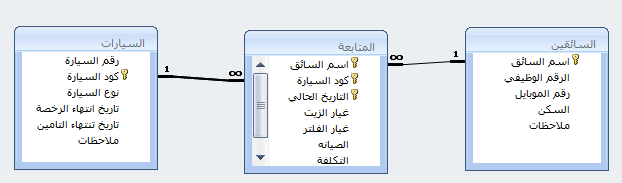 السائقين
اسم السائق
الرقم الوظيفي
رقم الموبايل
السكن
ملاحظات
1
∞
المتابعة
اسم السائق
كود السيارة
التاريخ الحالي
غيار الزيت
غيار الفلتر
الصيانه
التكلفة
∞
1
السيارات
رقم السيارة
كود السيارة
نوع السيارة
تاريخ انتهاء الرخصة
تاريخ تنتهاء التامين
ملاحظات